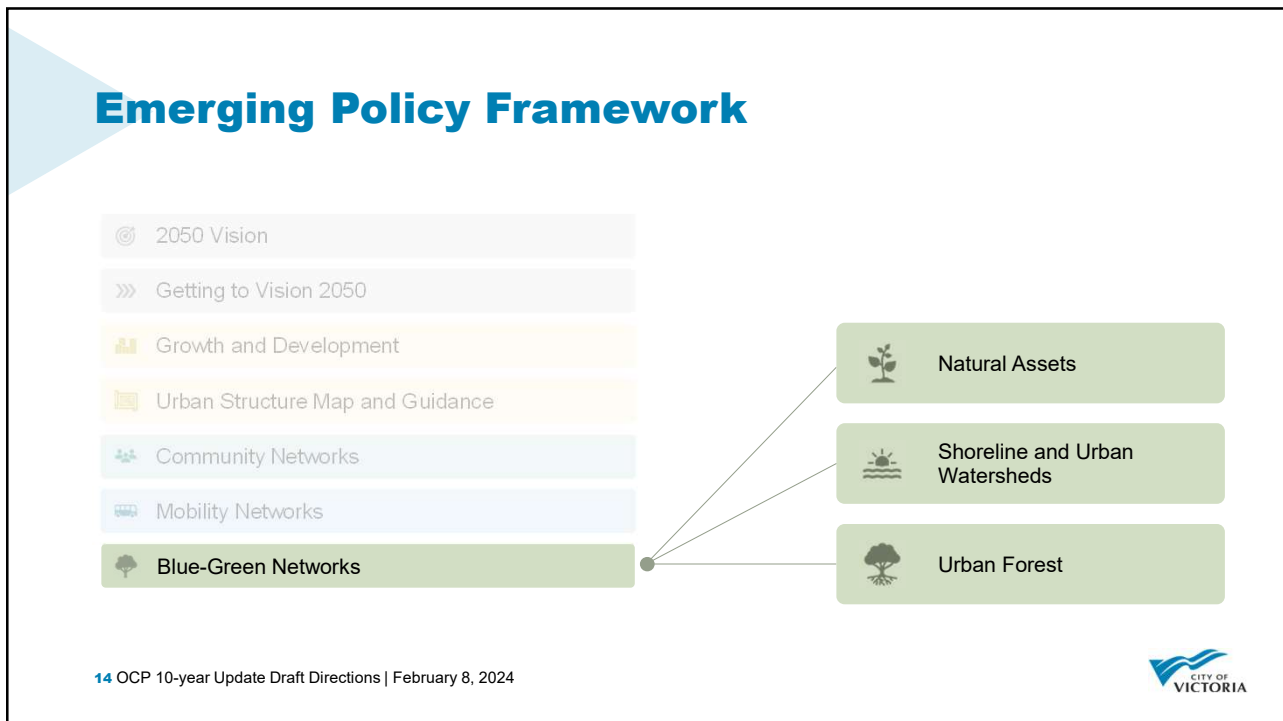 Emerging Policy Framework
2050 Vision
Getting to Vision 2050
Growth and Development
Urban Structure Map and Guidance
Community Networks
Mobility Networks
Blue-Green Networks
Natural Assets
Shoreline and Urban
Watersheds
Urban Forest
14 OCP 10-year Update Draft Directions | February 8, 2024
CITY OF
VICTORIA